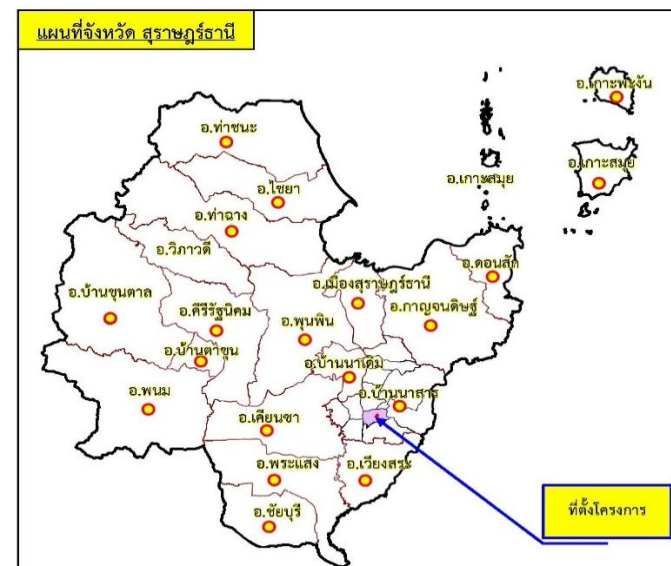 แผนที่จังหวัด สุราษฎร์ธานี
อ.เกาะพะงัน
อ.ท่าชนะ
อ.เกาะสมุย
อ.เกาะสมุย
อ.ไชยา
อ.ท่าฉาง
อ.วิภาวดี
อ.ดอนสัก
อ.เมืองสุราษฎร์ธานี
อ.บ้านขุนตาล
อ.คีรีรัฐนิคม
อ.พุนพิน
อ.กาญจนดิษฐ์
อ.บ้านตาขุน
อ.บ้านนาเดิม
อ.พนม
อ.บ้านนาสาร
อ.เคียนซา
อ.พระแสง
อ.เวียงสระ
อ.ชัยบุรี
ที่ตั้งโครงการ